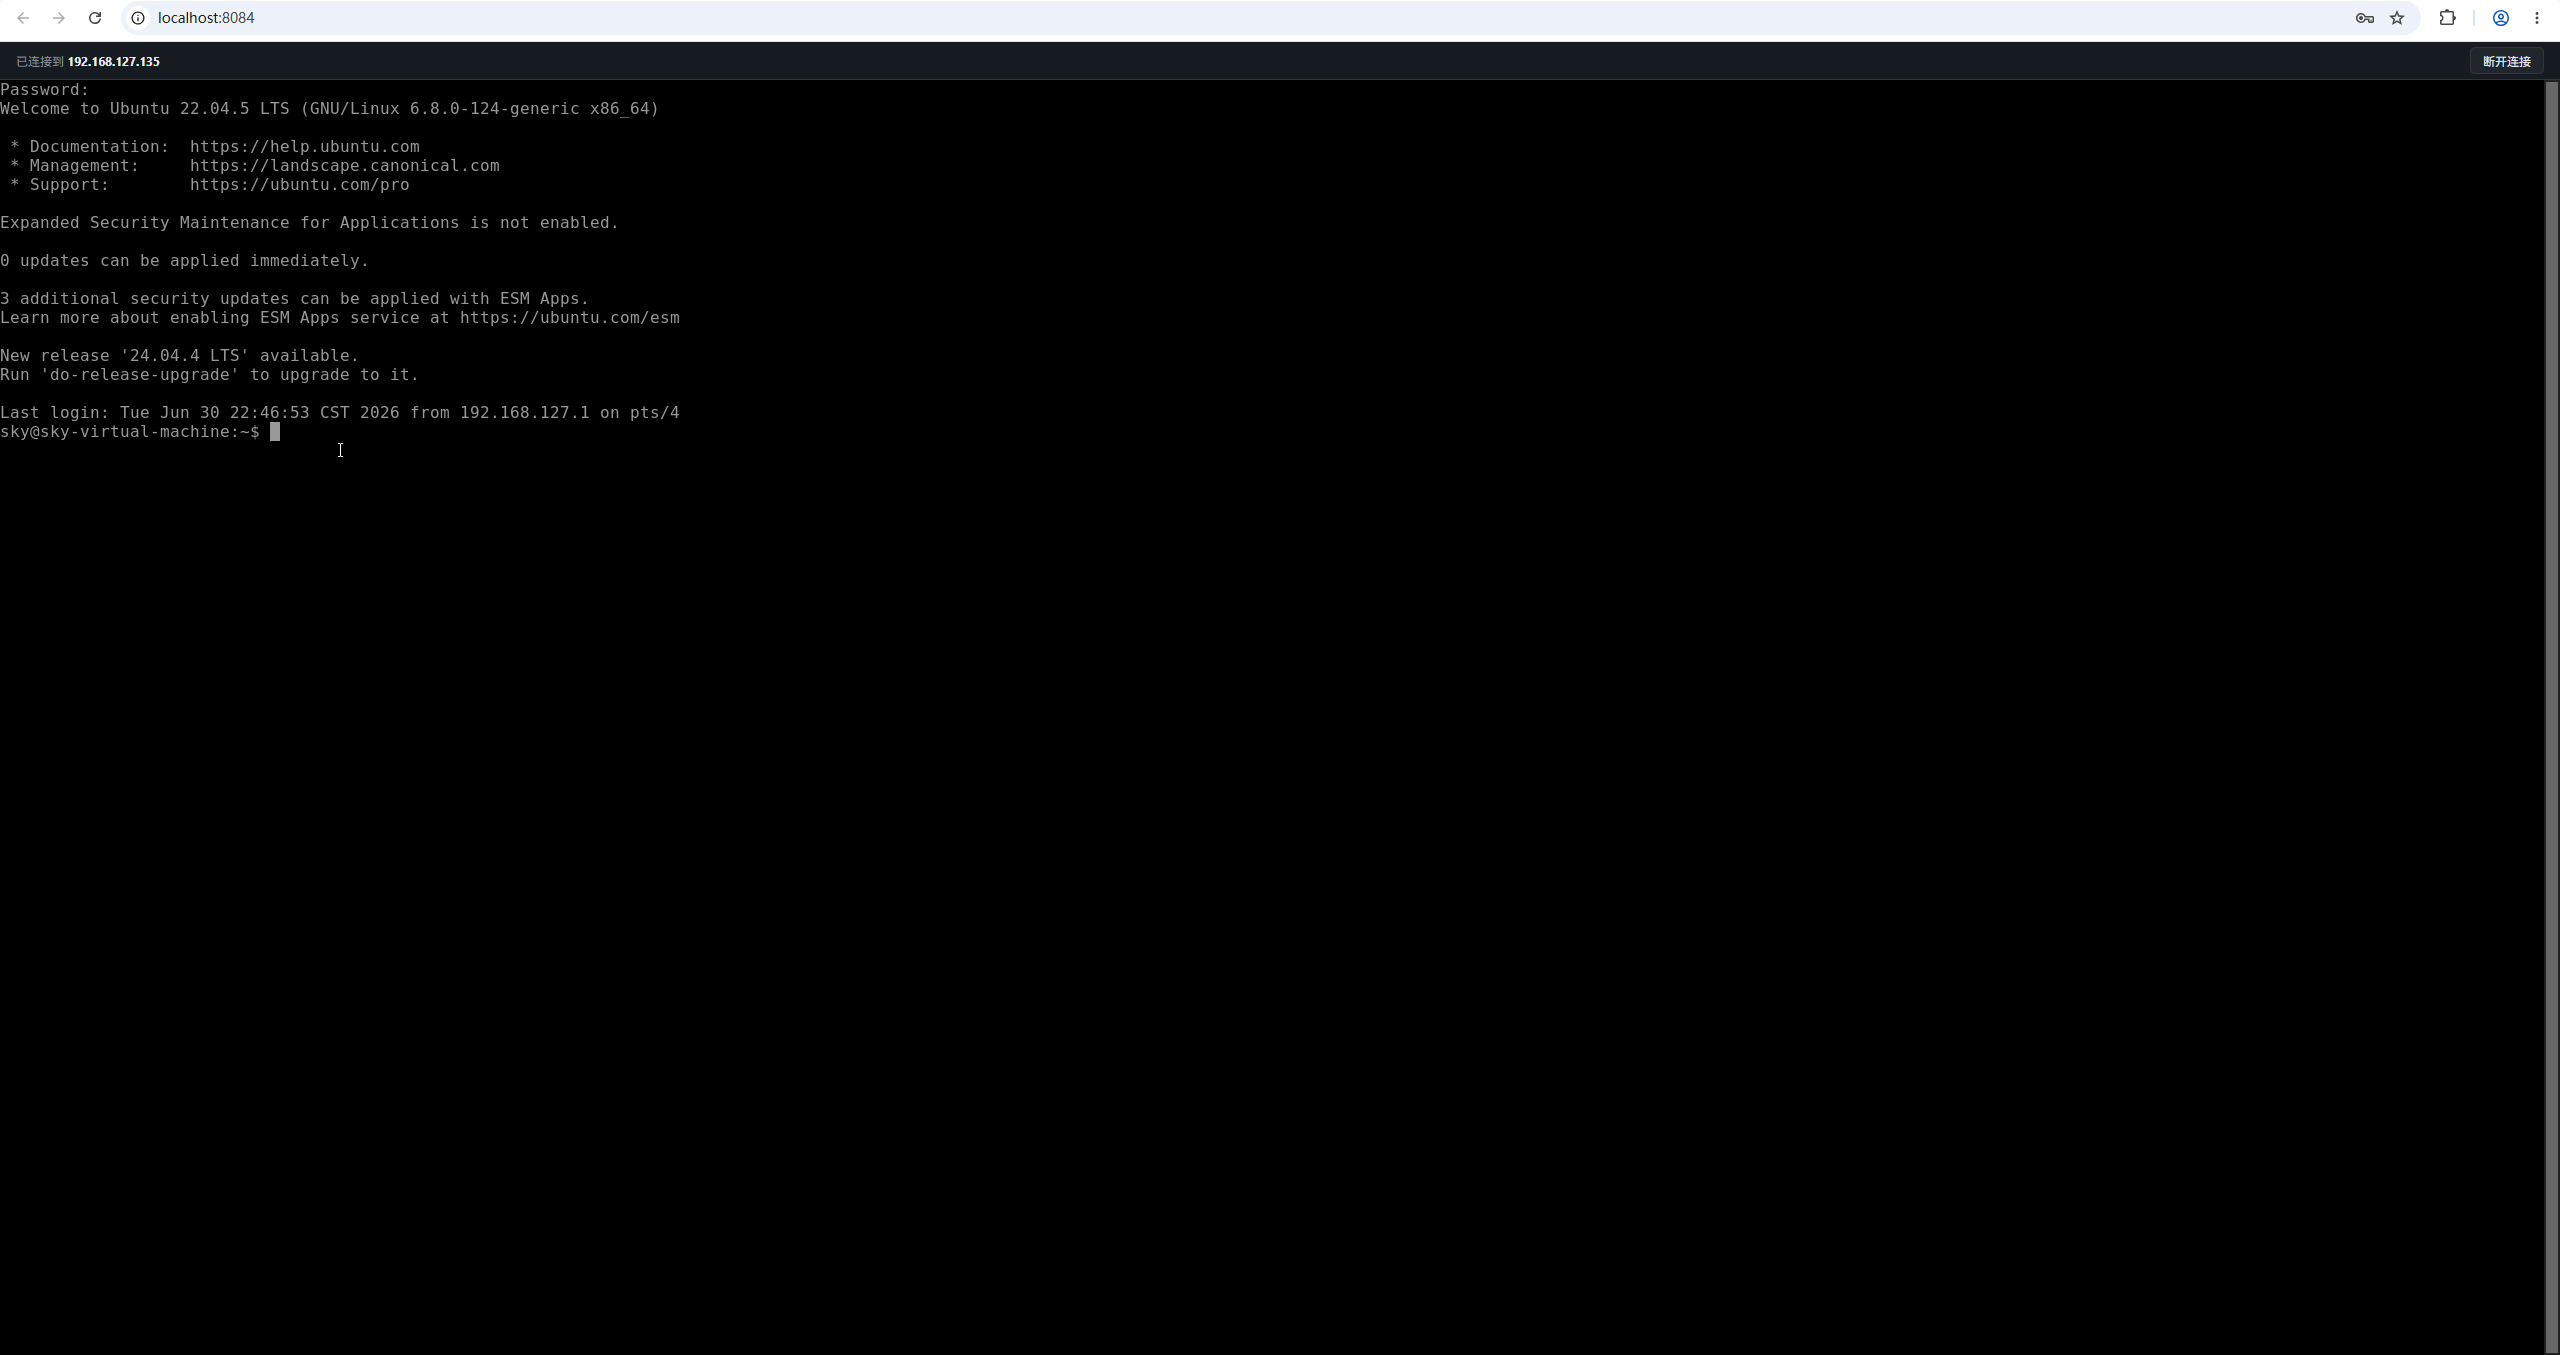 localhost:8084
已连接到 192.168.127.135
断开连接
Password:
Welcome to Ubuntu 22.04.5 LTS (GNU/Linux 6.8.0-124-generic x86_64)
* Documentation:  https://help.ubuntu.com
* Management:     https://landscape.canonical.com
* Support:        https://ubuntu.com/pro
Expanded Security Maintenance for Applications is not enabled.
0 updates can be applied immediately.
3 additional security updates can be applied with ESM Apps.
Learn more about enabling ESM Apps service at https://ubuntu.com/esm
New release '24.04.4 LTS' available.
Run 'do-release-upgrade' to upgrade to it.
Last login: Tue Jun 30 22:46:53 CST 2026 from 192.168.127.1 on pts/4
sky@sky-virtual-machine:~$